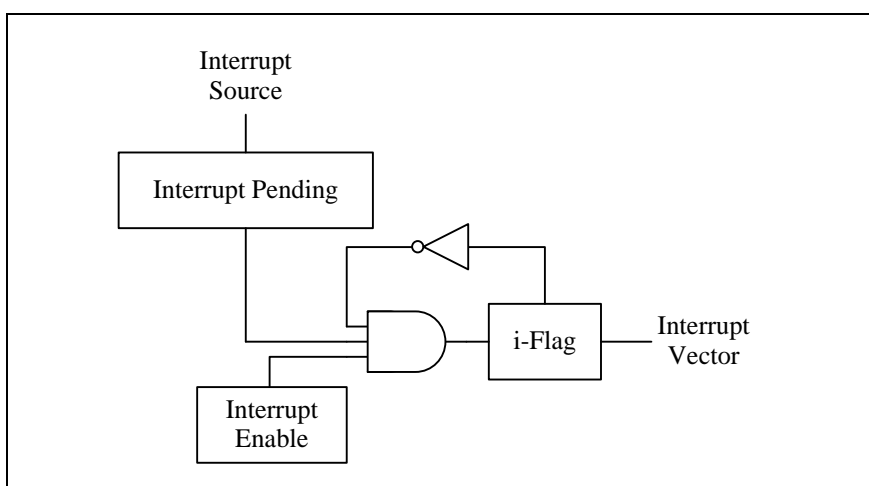 Interrupt
Source
Interrupt Pending
i-Flag
Interrupt
Vector
Interrupt
Enable